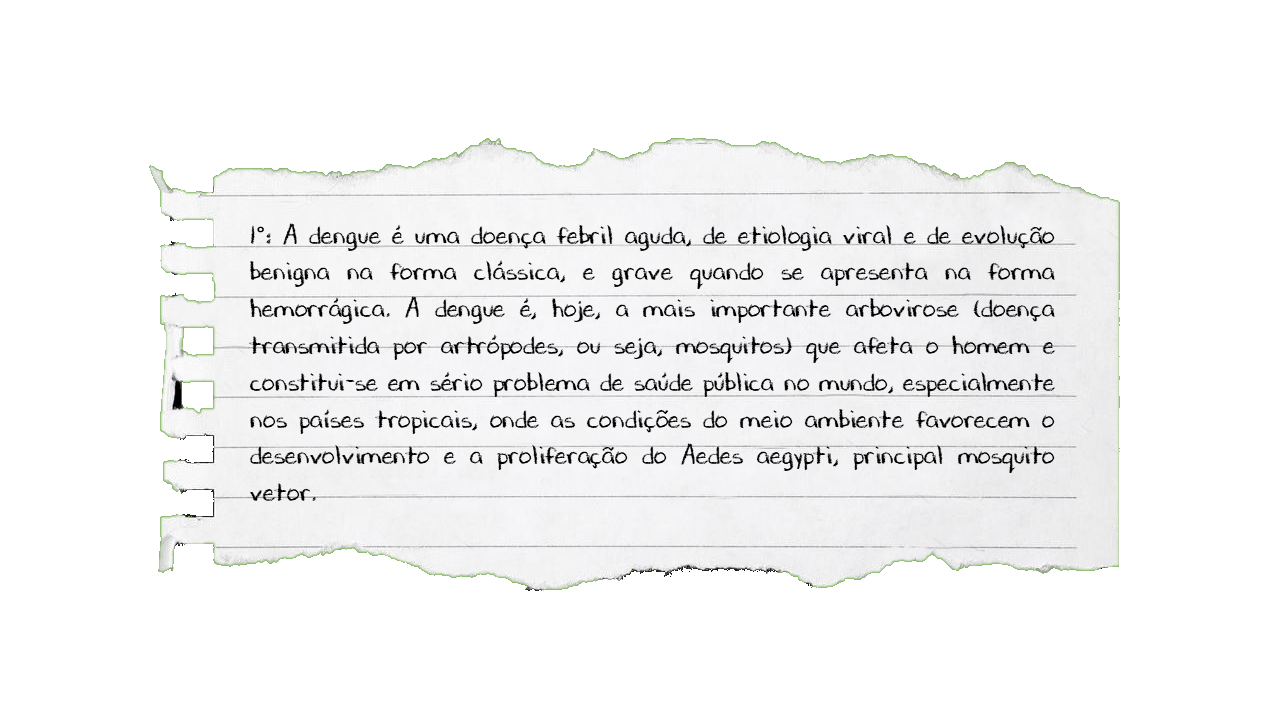 1°: A dengue é uma doença febril aguda, de etiologia viral e de evolução
benigna na forma clássica, e grave quando se apresenta na forma
hemorrágica. A dengue é, hoje, a mais importante arbovirose (doença
transmitida por artrópodes, ou seja, mosquitos) que afeta o homem e
constitui-se em sério problema de saúde pública no mundo, especialmente
nos países tropicais, onde as condições do meio ambiente favorecem o
desenvolvimento e a proliferação do Aedes aegypti, principal mosquito
vetor.